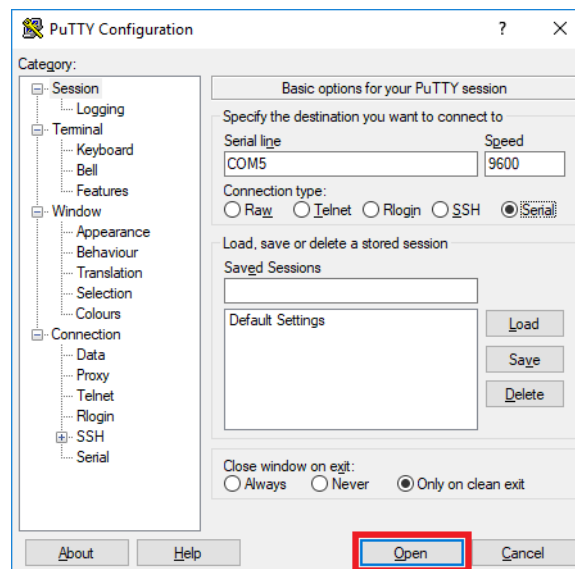 PuTTY Configuration
?
Category:
Session
Logging
Terminal
Keyboard
Bell
Features
Window
Appearance
Behaviour
Translation
Selection
Colours
Connection
Data
Proxy
Telnet
Rlogin
SSH
Serial
Basic options for your PuTTY session
Specify the destination you want to connect to
Serial line Speed
COM5 9600
Connection type:
Raw Telnet Rlogin SSH Serial
Load, save or delete a stored session
Saved Sessions
Default Settings
Load
Save
Delete
Close window on exit:
Always Never Only on clean exit
About Help Open Cancel